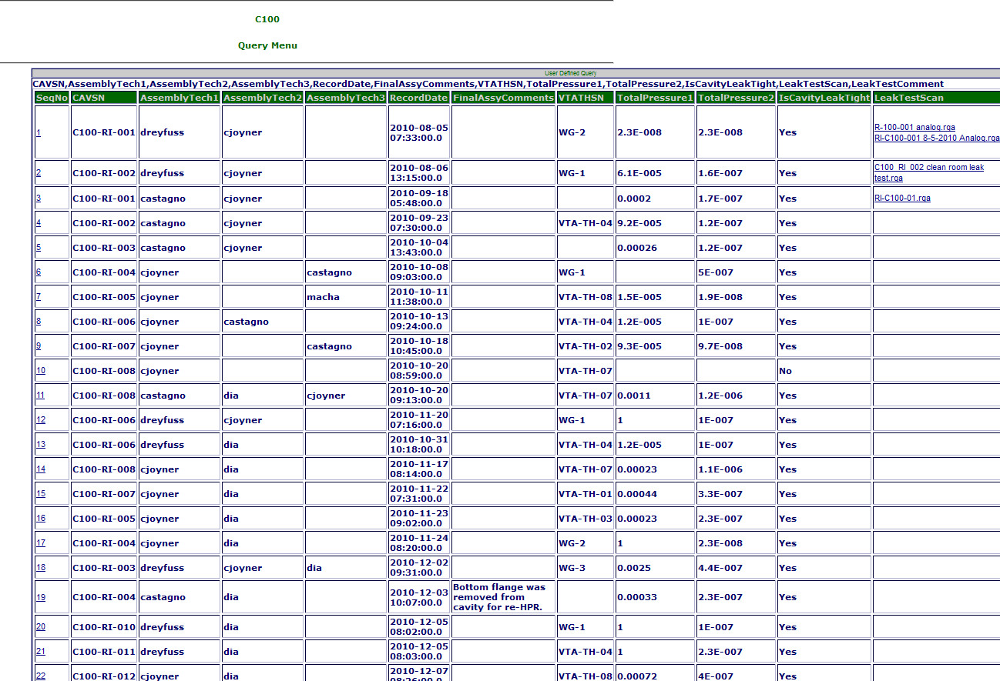 C100
Query Menu
User Defined Query
CAVSN,AssemblyTech1,AssemblyTech2,AssemblyTech3,RecordDate,FinalAssyComments,VTATHSN,TotalPressure1,TotalPressure2,IsCavityLeakTight,LeakTestScan,LeakTestComment
SeqNo CAVSN AssemblyTech1 AssemblyTech2 AssemblyTech3 RecordDate FinalAssyComments VTATHSN TotalPressure1 TotalPressure2 IsCavityLeakTight LeakTestScan
1 C100-RI-001 dreyfuss cjoyner 2010-08-05 07:33:00.0 WG-2 2.3E-008 2.3E-008 Yes R-100-001 analog.rga RI-C100-001 8-5-2010 Analog.rga
2 C100-RI-002 dreyfuss cjoyner 2010-08-06 13:15:00.0 WG-1 6.1E-005 1.6E-007 Yes C100_RI_002 clean room leak test.rga
3 C100-RI-001 castagno cjoyner 2010-09-18 05:48:00.0 0.0002 1.7E-007 Yes RI-C100-01.rga
4 C100-RI-002 castagno cjoyner 2010-09-23 07:30:00.0 VTA-TH-04 9.2E-005 1.2E-007 Yes
5 C100-RI-003 castagno cjoyner 2010-10-04 13:43:00.0 0.00026 1.2E-007 Yes
6 C100-RI-004 cjoyner castagno 2010-10-08 09:03:00.0 WG-1 5E-007 Yes
7 C100-RI-005 cjoyner macha 2010-10-11 11:38:00.0 VTA-TH-08 1.5E-005 1.9E-008 Yes
8 C100-RI-006 cjoyner castagno 2010-10-13 09:24:00.0 VTA-TH-04 1.2E-005 1E-007 Yes
9 C100-RI-007 cjoyner castagno 2010-10-18 10:45:00.0 VTA-TH-02 9.3E-005 9.7E-008 Yes
10 C100-RI-008 cjoyner 2010-10-20 08:59:00.0 VTA-TH-07 No
11 C100-RI-008 castagno dia cjoyner 2010-10-20 09:13:00.0 VTA-TH-07 0.0011 1.2E-006 Yes
12 C100-RI-006 dreyfuss cjoyner 2010-11-20 07:16:00.0 WG-1 1 1E-007 Yes
13 C100-RI-006 dreyfuss dia 2010-10-31 10:18:00.0 VTA-TH-04 1.2E-005 1E-007 Yes
14 C100-RI-008 cjoyner dia 2010-11-17 08:14:00.0 VTA-TH-07 0.00023 1.1E-006 Yes
15 C100-RI-007 cjoyner dia 2010-11-22 07:31:00.0 VTA-TH-01 0.00044 3.3E-007 Yes
16 C100-RI-005 cjoyner dia 2010-11-23 09:02:00.0 VTA-TH-03 0.00023 2.3E-007 Yes
17 C100-RI-004 cjoyner dia 2010-11-24 08:20:00.0 WG-2 1 2.3E-008 Yes
18 C100-RI-003 dreyfuss cjoyner dia 2010-12-02 09:31:00.0 WG-3 0.0025 4.4E-007 Yes
19 C100-RI-004 castagno dia 2010-12-03 10:07:00.0 Bottom flange was removed from cavity for re-HPR. 0.00033 2.3E-007 Yes
20 C100-RI-010 dreyfuss dia 2010-12-05 08:02:00.0 WG-1 1 1E-007 Yes
21 C100-RI-011 dreyfuss dia 2010-12-05 08:03:00.0 VTA-TH-04 1 2.3E-007 Yes
22 C100-RI-012 cjoyner dia 2010-12-07 VTA-TH-08 0.00072 4E-007 Yes